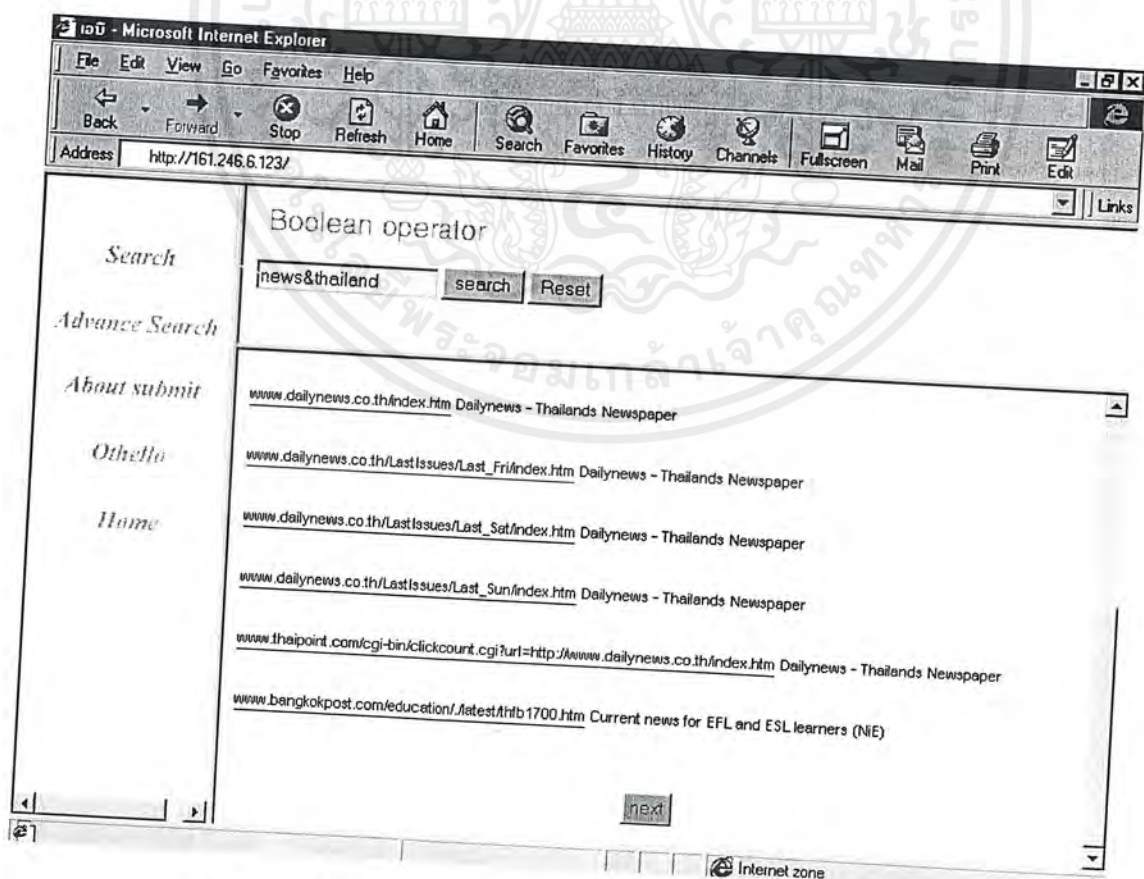 เอบิ - Microsoft Internet Explorer
File Edit View Go Favorites Help
Back Forward Stop Refresh Home Search Favorites History Channels Fullscreen Mail Print Edit
Address http://161.246.6.123/ Links
Search
Advance Search
About submit
Othello
Home
Boolean operator
news&thailand search Reset
www.dailynews.co.th/index.htm Dailynews - Thailands Newspaper
www.dailynews.co.th/LastIssues/Last_Fri/index.htm Dailynews - Thailands Newspaper
www.dailynews.co.th/LastIssues/Last_Sat/index.htm Dailynews - Thailands Newspaper
www.dailynews.co.th/LastIssues/Last_Sun/index.htm Dailynews - Thailands Newspaper
www.thaipoint.com/cgi-bin/clickcount.cgi?url=http://www.dailynews.co.th/index.htm Dailynews - Thailands Newspaper
www.bangkokpost.com/education/./latest/thfb1700.htm Current news for EFL and ESL learners (NiE)
next
Internet zone